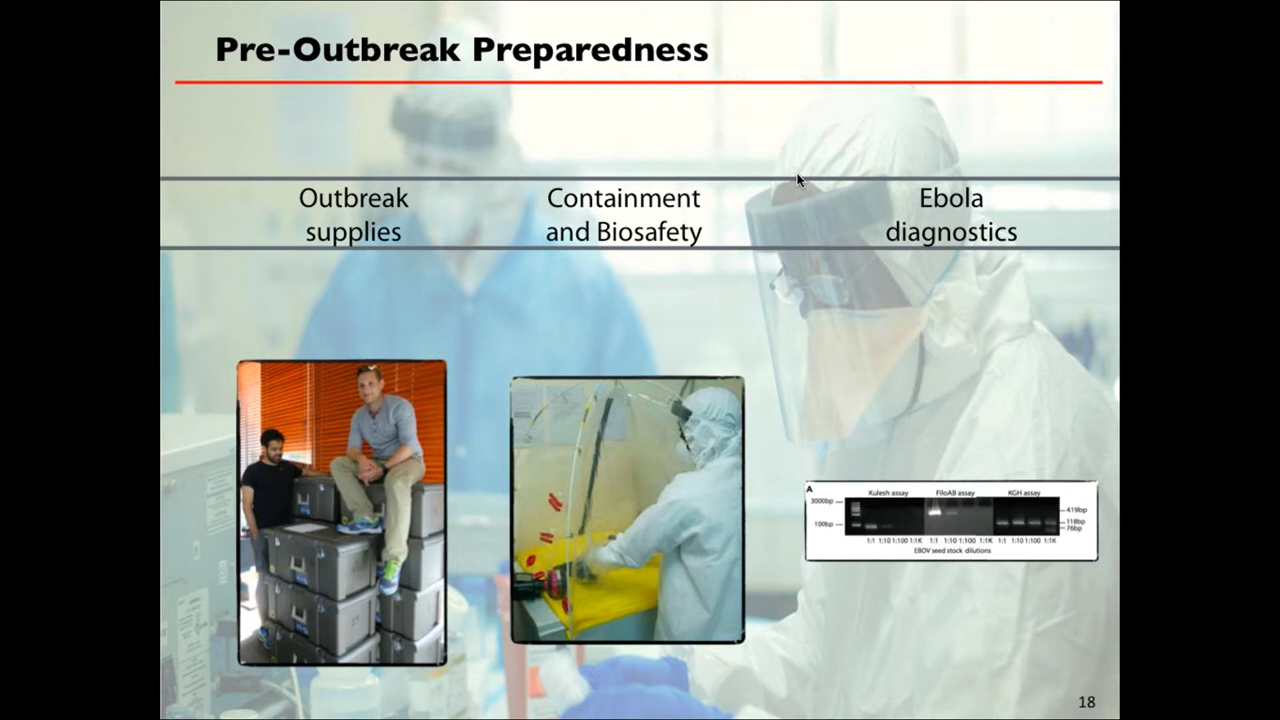 Pre-Outbreak Preparedness
Outbreak
supplies
Containment
and Biosafety
Ebola
diagnostics
A
Kulesh assay FiloAB assay KGH assay
3000bp
100bp
419bp
118bp
76bp
1:1 1:10 1:100 1:1K 1:1 1:10 1:100 1:1K 1:1 1:10 1:100 1:1K
EBOV seed stock dilutions
18